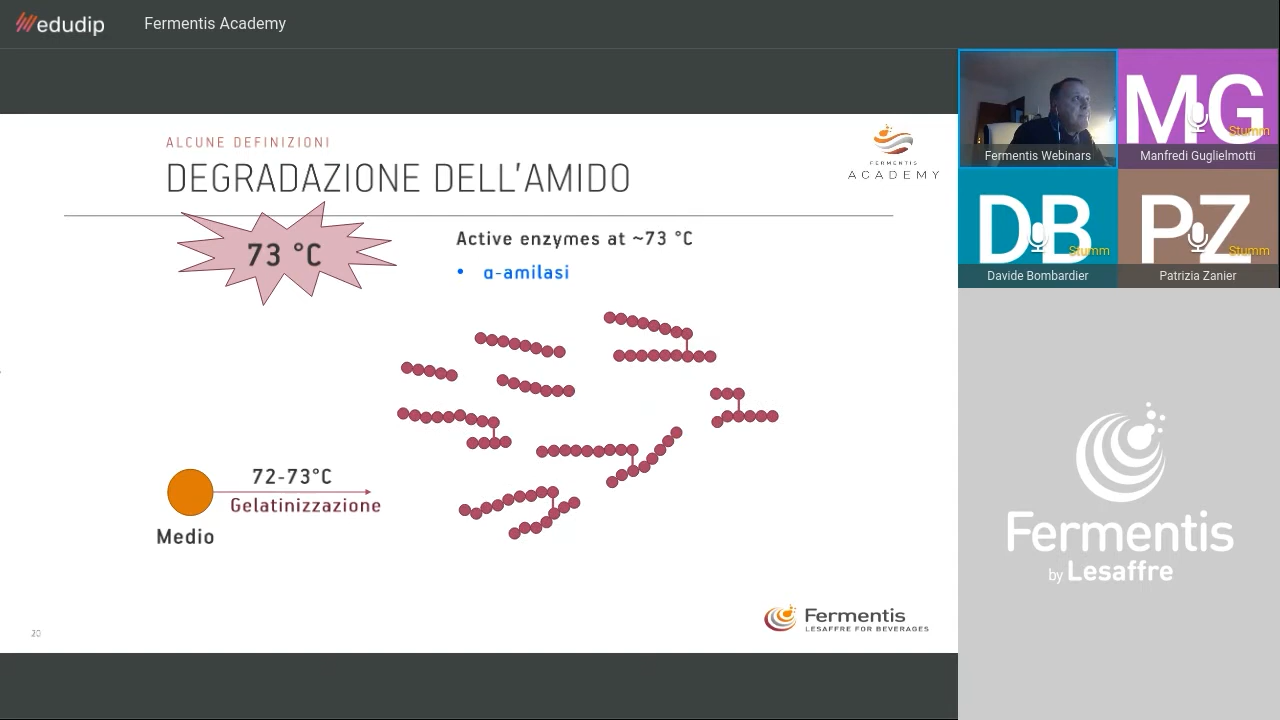 edudip
Fermentis Academy
ALCUNE DEFINIZIONI
DEGRADAZIONE DELL'AMIDO
FERMENTIS
ACADEMY
73 °C
Active enzymes at ~73 °C
• α-amilasi
72-73°C
Gelatinizzazione
Medio
20
Fermentis
LESAFFRE FOR BEVERAGES
Fermentis Webinars
MG
Stumm
Manfredi Guglielmotti
DB
Stumm
Davide Bombardier
PZ
Stumm
Patrizia Zanier
Fermentis
by Lesaffre